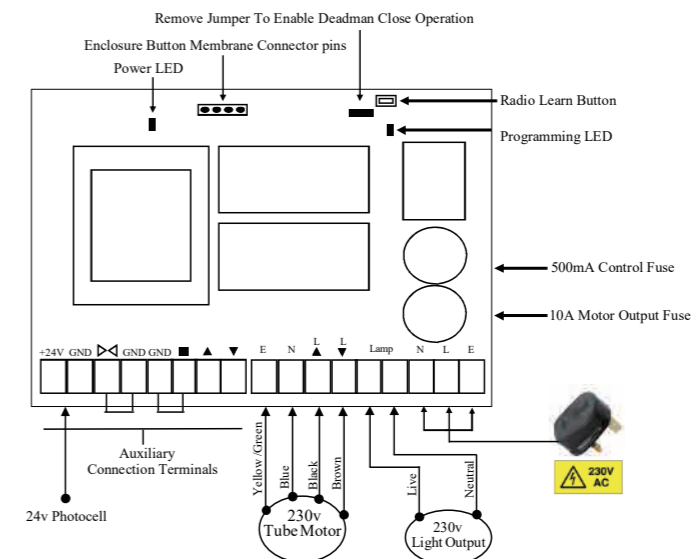 Remove Jumper To Enable Deadman Close Operation
Enclosure Button Membrane Connector pins
Power LED
Radio Learn Button
Programming LED
500mA Control Fuse
10A Motor Output Fuse
+24V GND GND GND E N L L Lamp N L E
Auxiliary
Connection Terminals
24v Photocell
Yellow /Green
Blue
Black
Brown
230v
Tube Motor
Live
Neutral
230v
Light Output
230V
AC